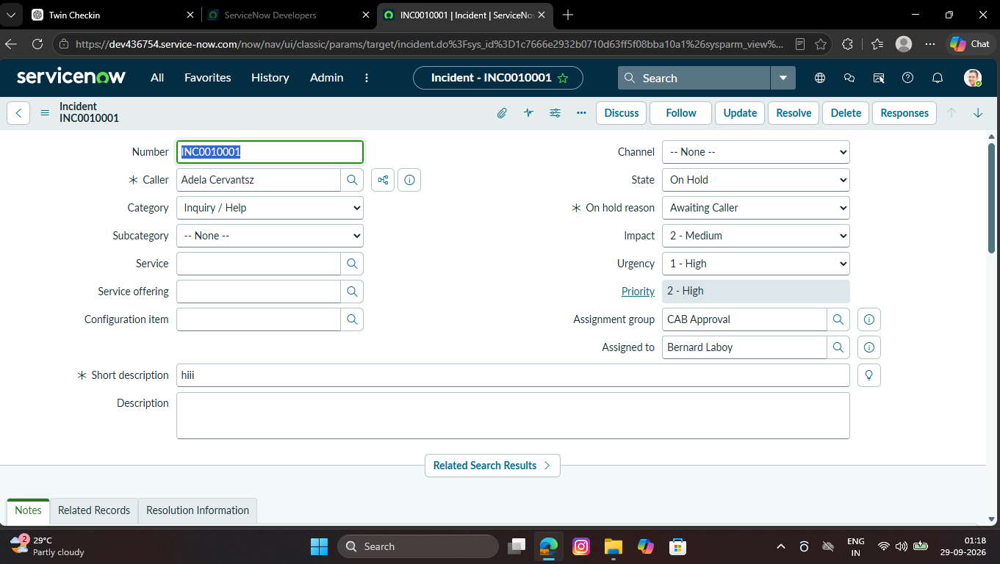 Twin Checkin
ServiceNow Developers
INC0010001 | Incident | ServiceNo
https://dev436754.service-now.com/now/nav/ui/classic/params/target/incident.do%3Fsys_id%3D1c7666e2932b0710d63ff5f08bba10a1%26sysparm_view%...
Chat
servicenow
All
Favorites
History
Admin
Incident - INC0010001
Search
Incident
INC0010001
Discuss
Follow
Update
Resolve
Delete
Responses
Number INC0010001
Channel -- None --
Caller Adela Cervantsz
State On Hold
Category Inquiry / Help
On hold reason Awaiting Caller
Subcategory -- None --
Impact 2 - Medium
Service
Urgency 1 - High
Service offering
Priority 2 - High
Configuration item
Assignment group CAB Approval
Assigned to Bernard Laboy
Short description hiii
Description
Related Search Results
Notes
Related Records
Resolution Information
2
29°C
Partly cloudy
Search
ENG
IN
01:18
29-09-2026